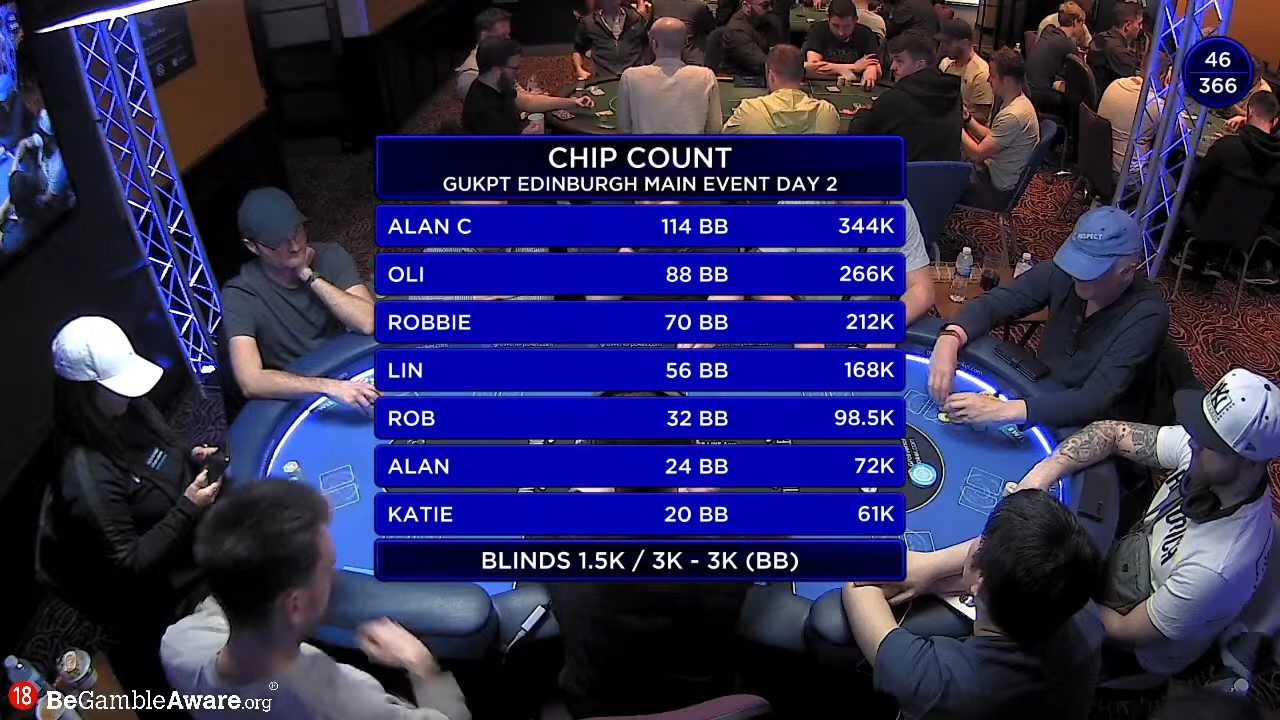 46
366
CHIP COUNT
GUKPT EDINBURGH MAIN EVENT DAY 2
ALAN C 114 BB 344K
OLI 88 BB 266K
ROBBIE 70 BB 212K
LIN 56 BB 168K
ROB 32 BB 98.5K
ALAN 24 BB 72K
KATIE 20 BB 61K
BLINDS 1.5K / 3K - 3K (BB)
RESPECT
18 BeGambleAware.org®